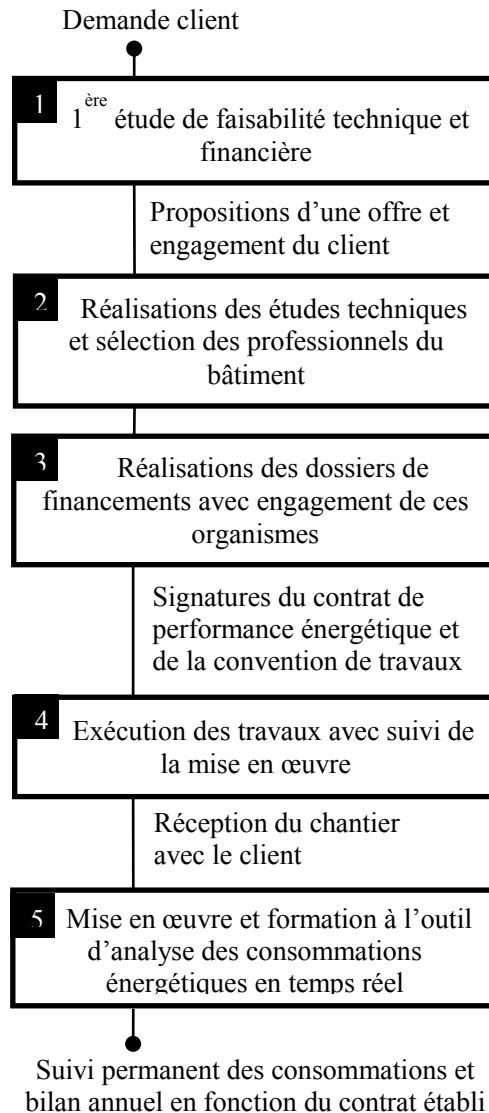 Demande client
1
1ère étude de faisabilité technique et
financière
Propositions d’une offre et
engagement du client
2
Réalisations des études techniques
et sélection des professionnels du
bâtiment
3
Réalisations des dossiers de
financements avec engagement de ces
organismes
Signatures du contrat de
performance énergétique et
de la convention de travaux
4
Exécution des travaux avec suivi de
la mise en œuvre
Réception du chantier
avec le client
5
Mise en œuvre et formation à l’outil
d’analyse des consommations
énergétiques en temps réel
Suivi permanent des consommations et
bilan annuel en fonction du contrat établi